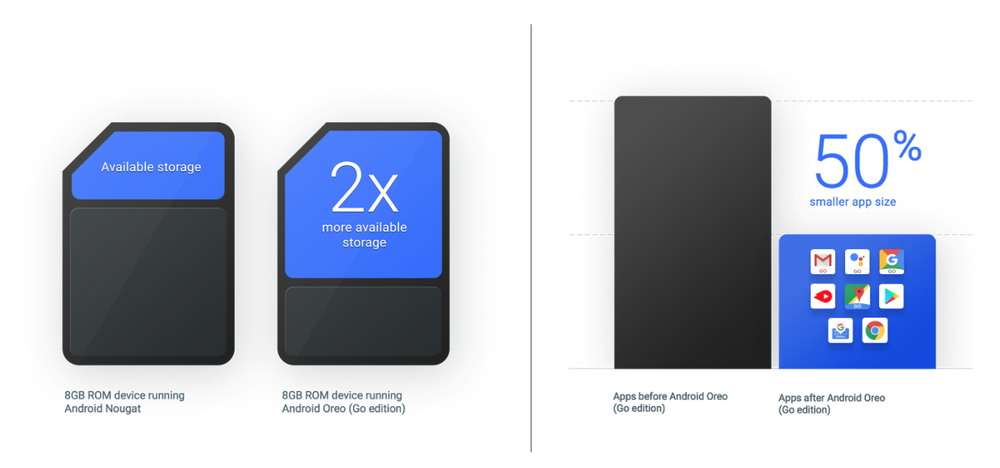 Available storage
2x
more available
storage
8GB ROM device running
Android Nougat
8GB ROM device running
Android Oreo (Go edition)
50%
smaller app size
GO
GO
GO
GO
Apps before Android Oreo
(Go edition)
Apps after Android Oreo
(Go edition)